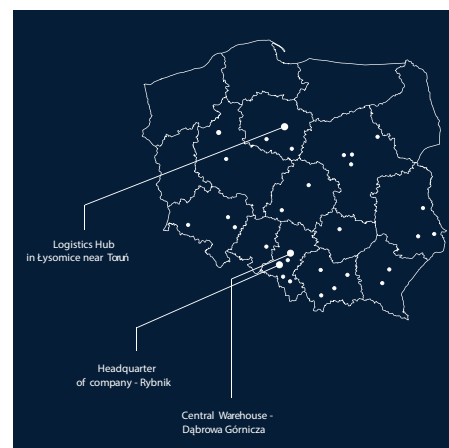 Logistics Hub
in Łysomice near Toruń
Headquarter
of company - Rybnik
Central Warehouse -
Dąbrowa Górnicza